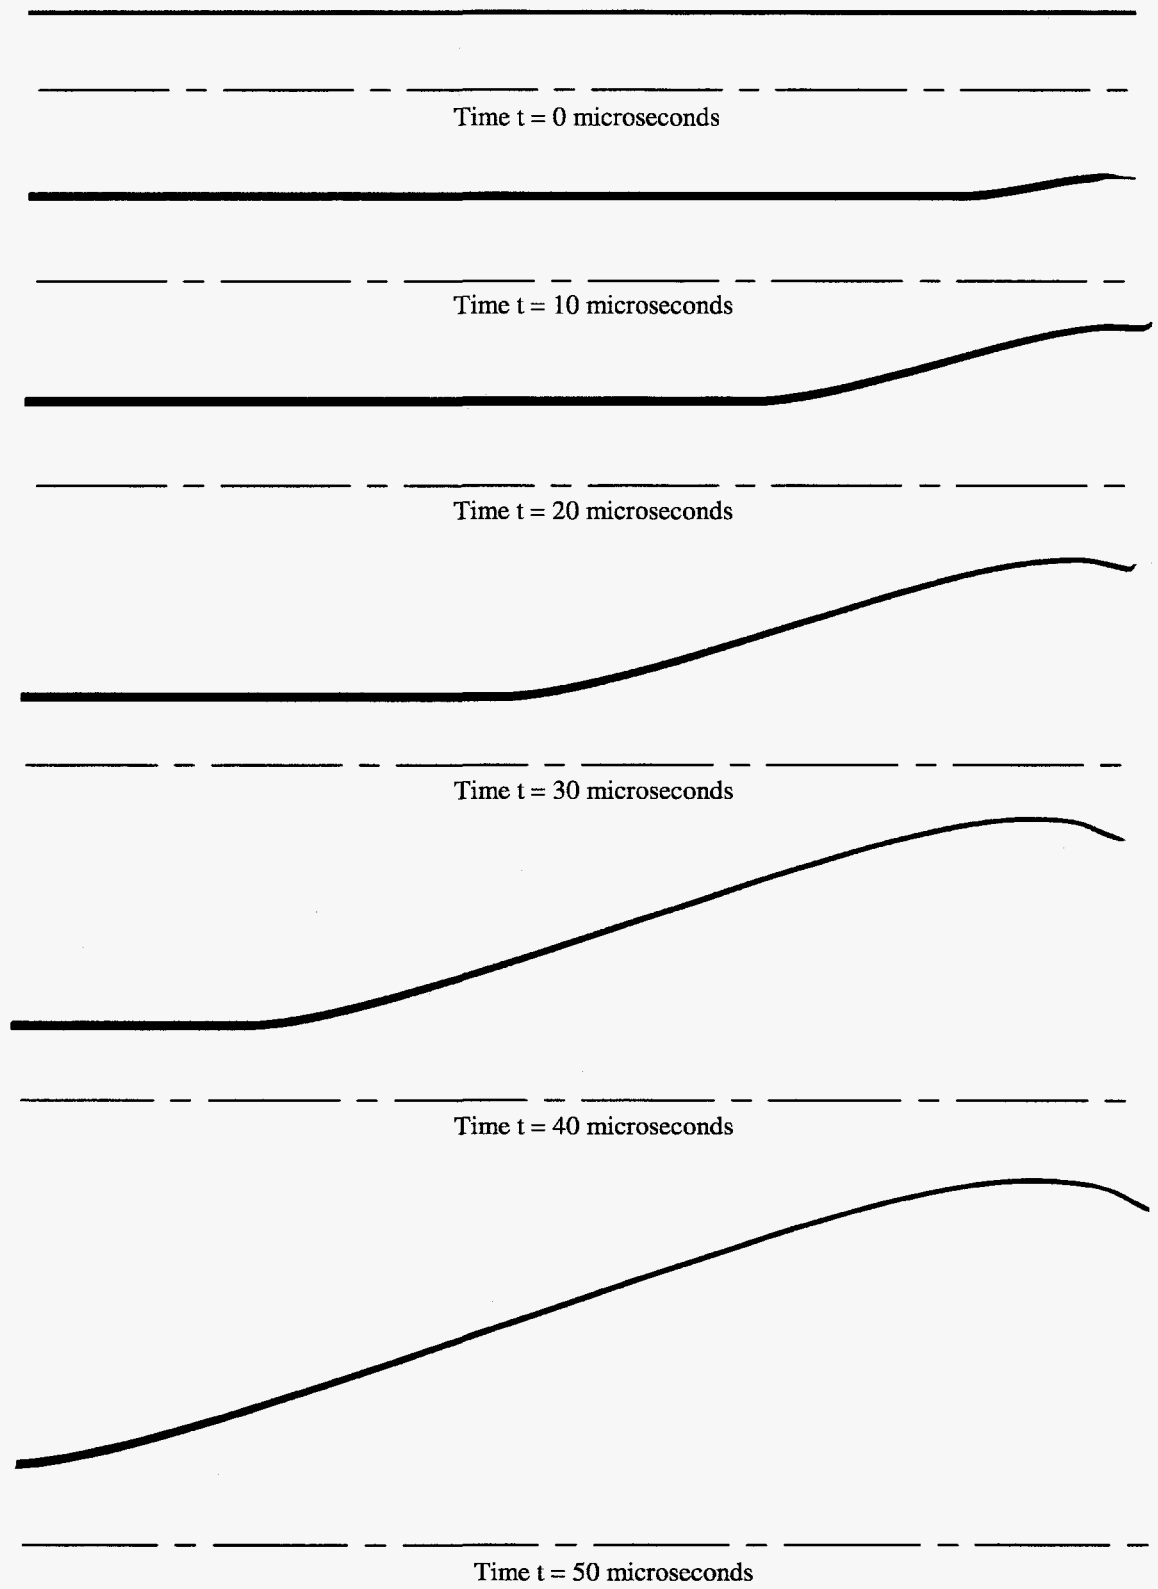 Time t = 0 microseconds
Time t = 10 microseconds
Time t = 20 microseconds
Time t = 30 microseconds
Time t = 40 microseconds
Time t = 50 microseconds